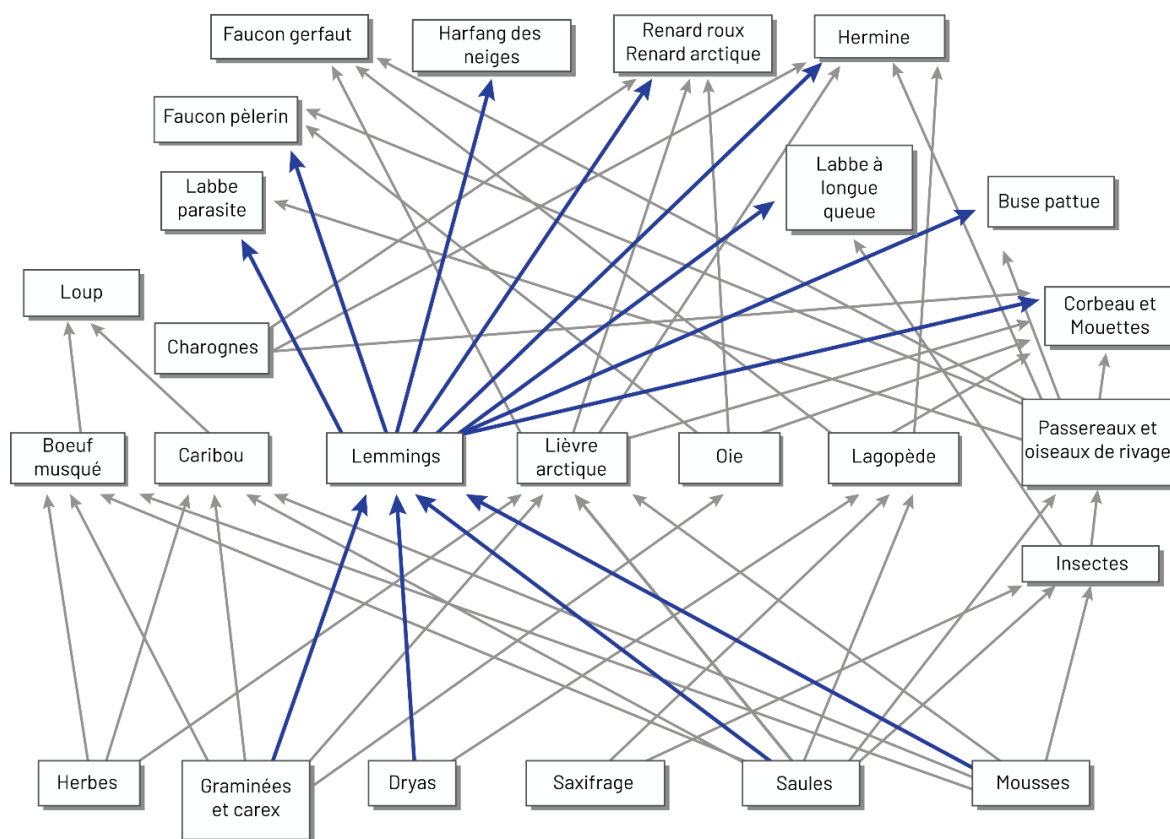 Faucon gerfaut
Harfang des
neiges
Renard roux
Renard arctique
Hermine
Faucon pèlerin
Labbe
parasite
Labbe à
longue
queue
Buse pattue
Loup
Charognes
Corbeau et
Mouettes
Boeuf
musqué
Caribou
Lemmings
Lièvre
arctique
Oie
Lagopède
Passereaux et
oiseaux de rivage
Insectes
Herbes
Graminées
et carex
Dryas
Saxifrage
Saules
Mousses